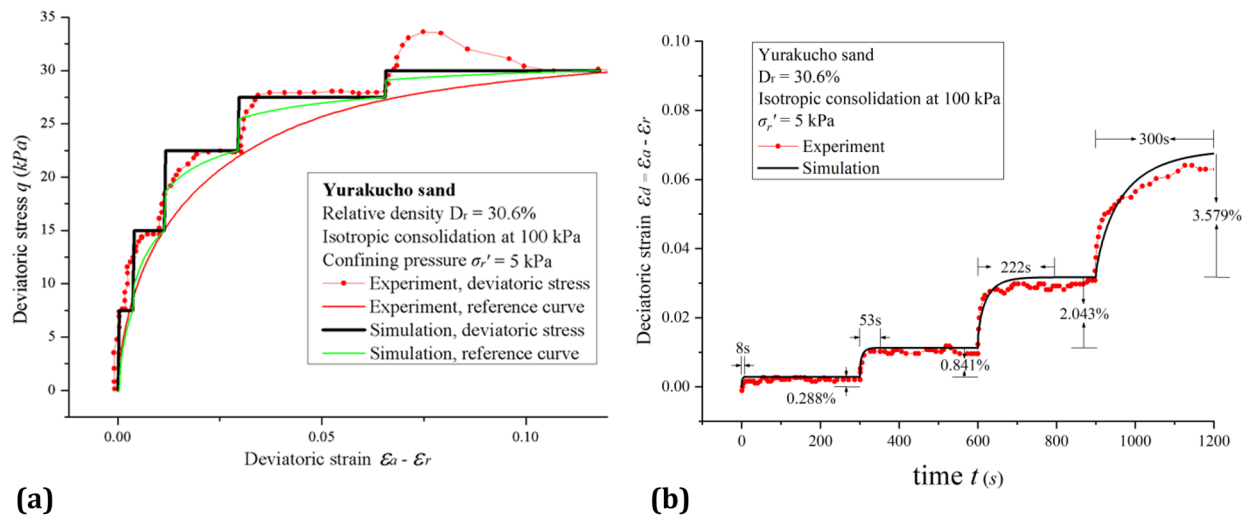 35
30
25
20
15
10
5
0
Deviatoric stress q (kPa)
Yurakucho sand
Relative density Dr = 30.6%
Isotropic consolidation at 100 kPa
Confining pressure σr′ = 5 kPa
Experiment, deviatoric stress
Experiment, reference curve
Simulation, deviatoric stress
Simulation, reference curve
0.00
0.05
0.10
Deviatoric strain εa - εr
(a)
0.10
0.08
0.06
0.04
0.02
0.00
Deciatoric strain εd = εa - εr
Yurakucho sand
Dr = 30.6%
Isotropic consolidation at 100 kPa
σr′ = 5 kPa
Experiment
Simulation
300s
3.579%
222s
2.043%
53s
0.841%
8s
0.288%
0
200
400
600
800
1000
1200
time t (s)
(b)